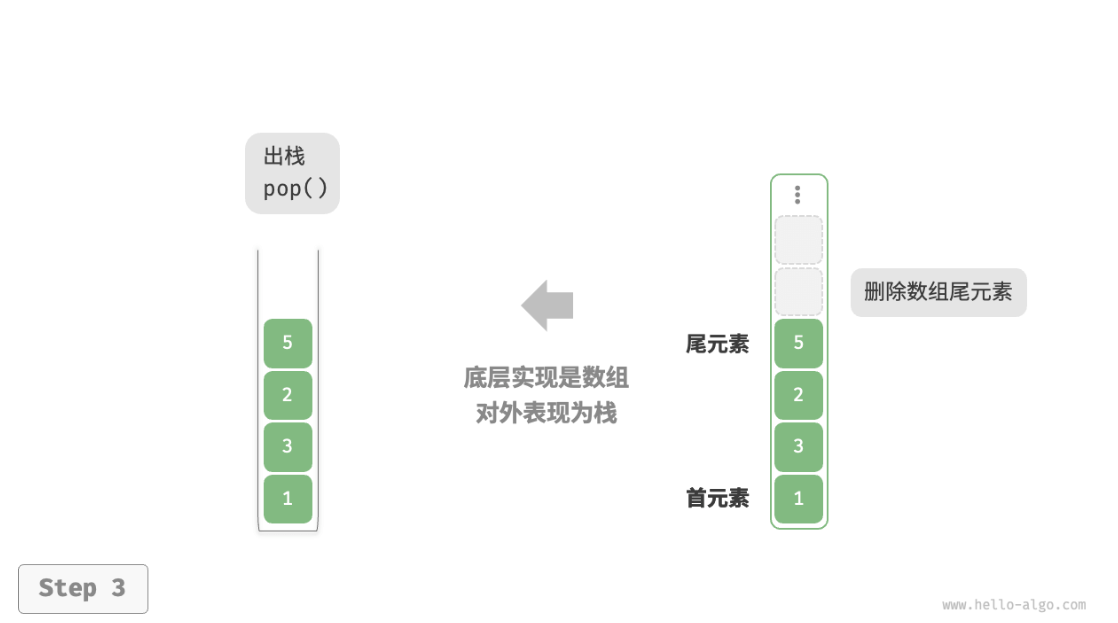 出栈
pop()
5
2
3
1
底层实现是数组
对外表现为栈
删除数组尾元素
尾元素
5
2
3
首元素
1
Step 3
www.hello-algo.com